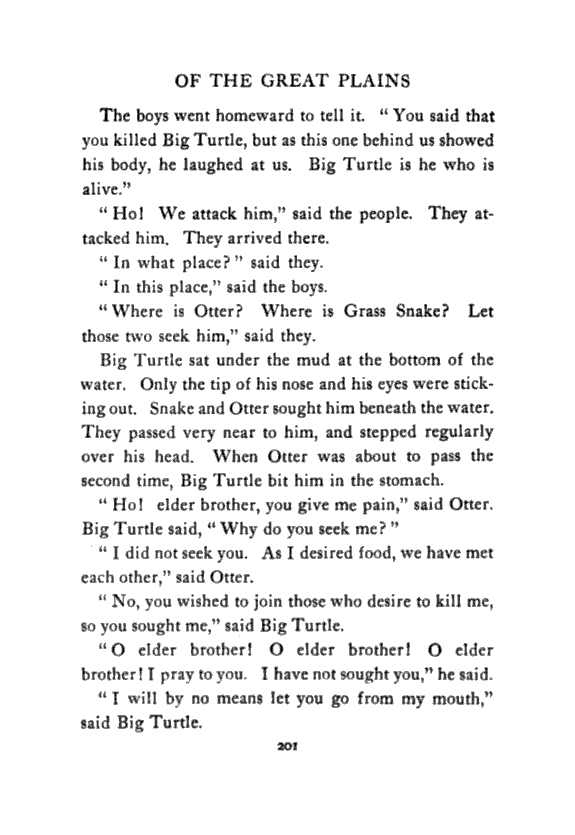 OF THE GREAT PLAINS
The boys went homeward to tell it. “ You said that
you killed Big Turtle, but as this one behind us showed
his body, he laughed at us. Big Turtle is he who is
alive.”
“ Ho! We attack him,” said the people. They at-
tacked him. They arrived there.
“ In what place? ” said they.
“ In this place,” said the boys.
“ Where is Otter? Where is Grass Snake? Let
those two seek him,” said they.
Big Turtle sat under the mud at the bottom of the
water. Only the tip of his nose and his eyes were stick-
ing out. Snake and Otter sought him beneath the water.
They passed very near to him, and stepped regularly
over his head. When Otter was about to pass the
second time, Big Turtle bit him in the stomach.
“ Ho! elder brother, you give me pain,” said Otter.
Big Turtle said, “ Why do you seek me? ”
“ I did not seek you. As I desired food, we have met
each other,” said Otter.
“ No, you wished to join those who desire to kill me,
so you sought me,” said Big Turtle.
“ O elder brother! O elder brother! O elder
brother! I pray to you. I have not sought you,” he said.
“ I will by no means let you go from my mouth,”
said Big Turtle.
201